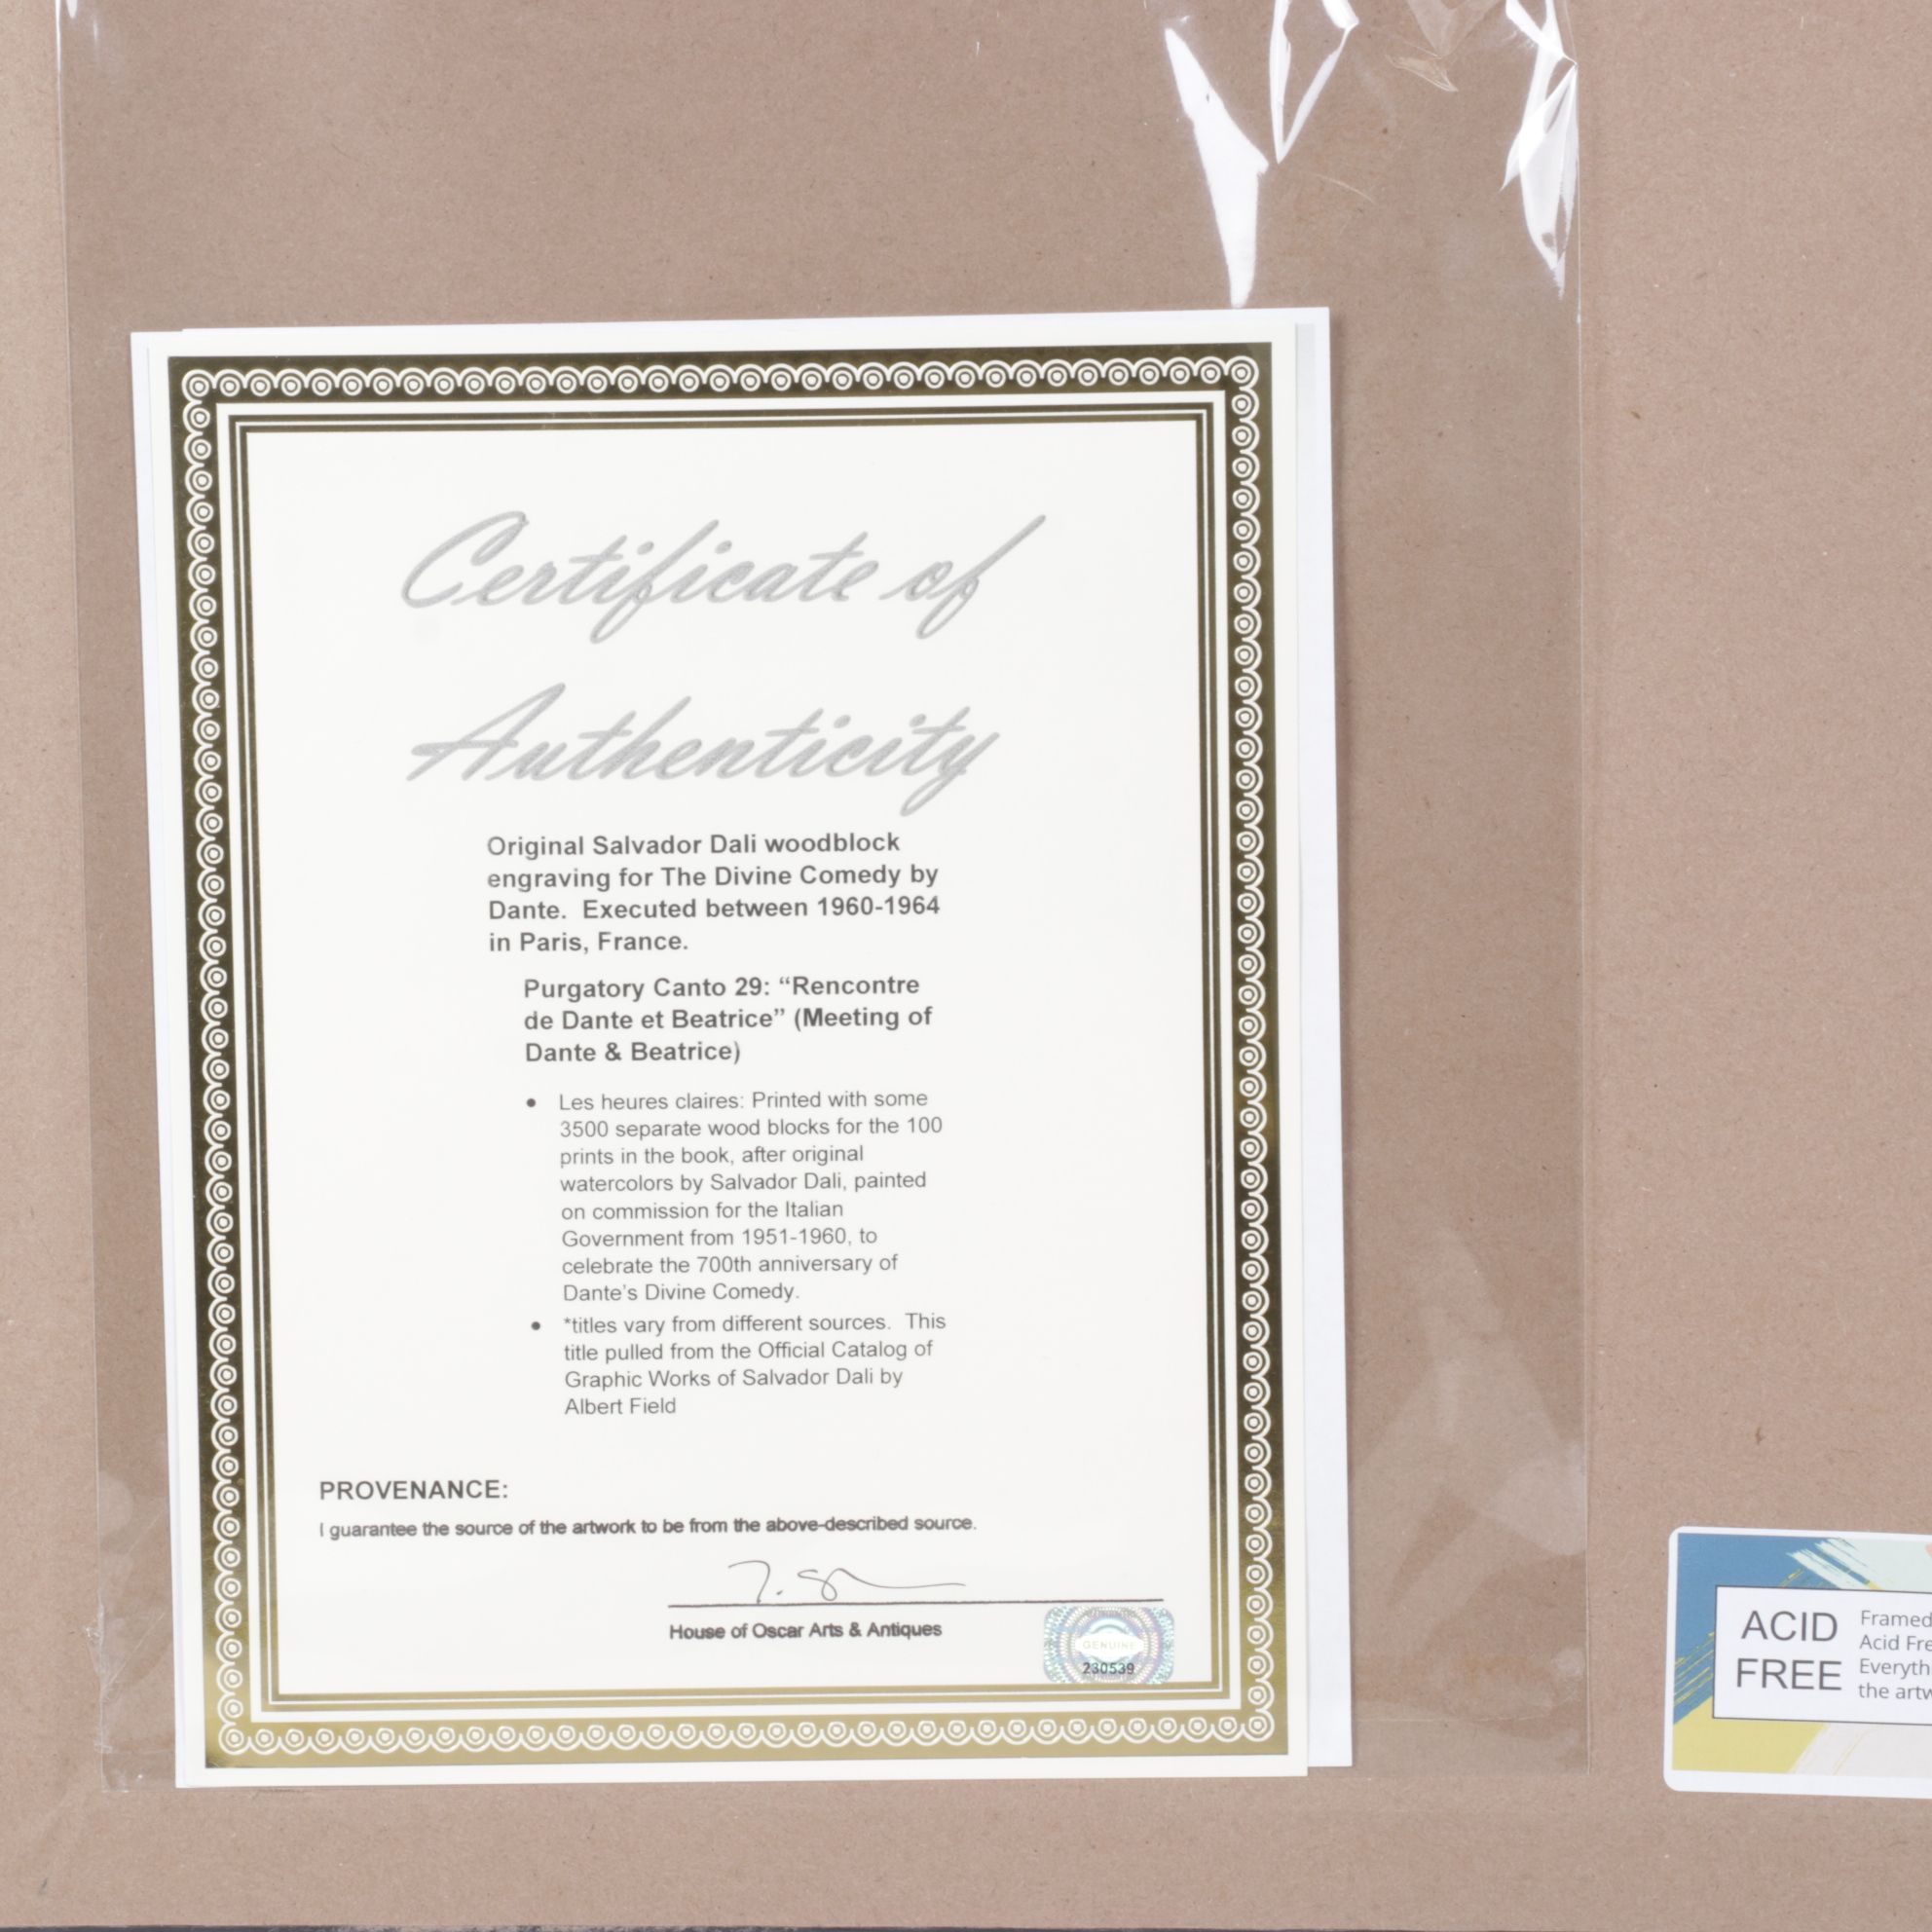 Certificate of
Authenticity
Original Salvador Dali woodblock
engraving for The Divine Comedy by
Dante.  Executed between 1960-1964
in Paris, France.
Purgatory Canto 29: “Rencontre
de Dante et Beatrice” (Meeting of
Dante & Beatrice)
• Les heures claires: Printed with some
3500 separate wood blocks for the 100
prints in the book, after original
watercolors by Salvador Dali, painted
on commission for the Italian
Government from 1951-1960, to
celebrate the 700th anniversary of
Dante’s Divine Comedy.
• *titles vary from different sources.  This
title pulled from the Official Catalog of
Graphic Works of Salvador Dali by
Albert Field
PROVENANCE:
I guarantee the source of the artwork to be from the above-described source.
House of Oscar Arts & Antiques
GENUINE
230539
ACID
FREE
Framed
Acid Fre
Everyth
the artw